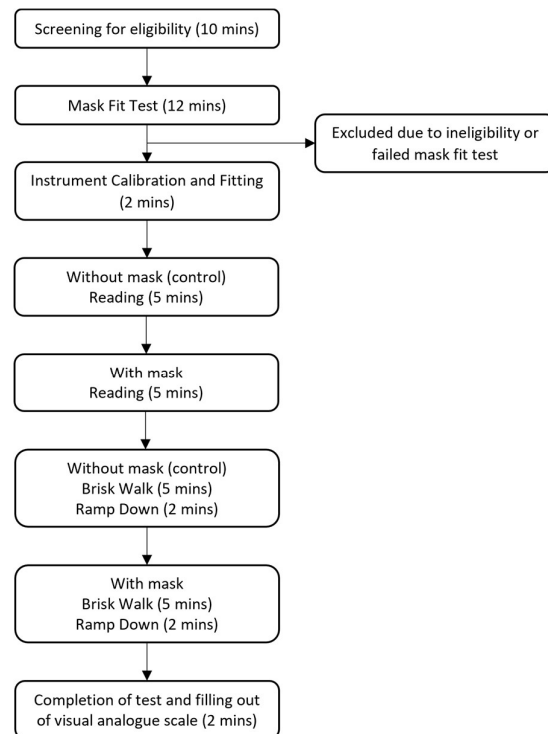 Screening for eligibility (10 mins)
Mask Fit Test (12 mins)
Excluded due to ineligibility or
failed mask fit test
Instrument Calibration and Fitting
(2 mins)
Without mask (control)
Reading (5 mins)
With mask
Reading (5 mins)
Without mask (control)
Brisk Walk (5 mins)
Ramp Down (2 mins)
With mask
Brisk Walk (5 mins)
Ramp Down (2 mins)
Completion of test and filling out
of visual analogue scale (2 mins)